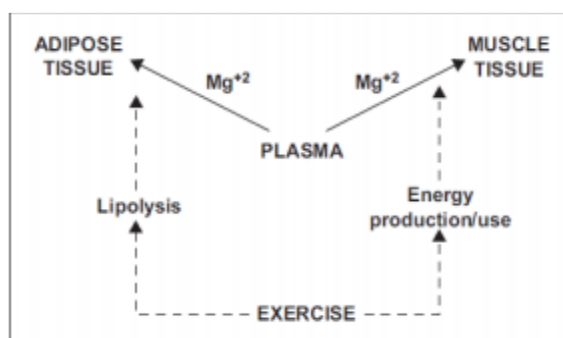 ADIPOSE
TISSUE
MUSCLE
TISSUE
Mg+2
Mg+2
PLASMA
Lipolysis
Energy
production/use
EXERCISE